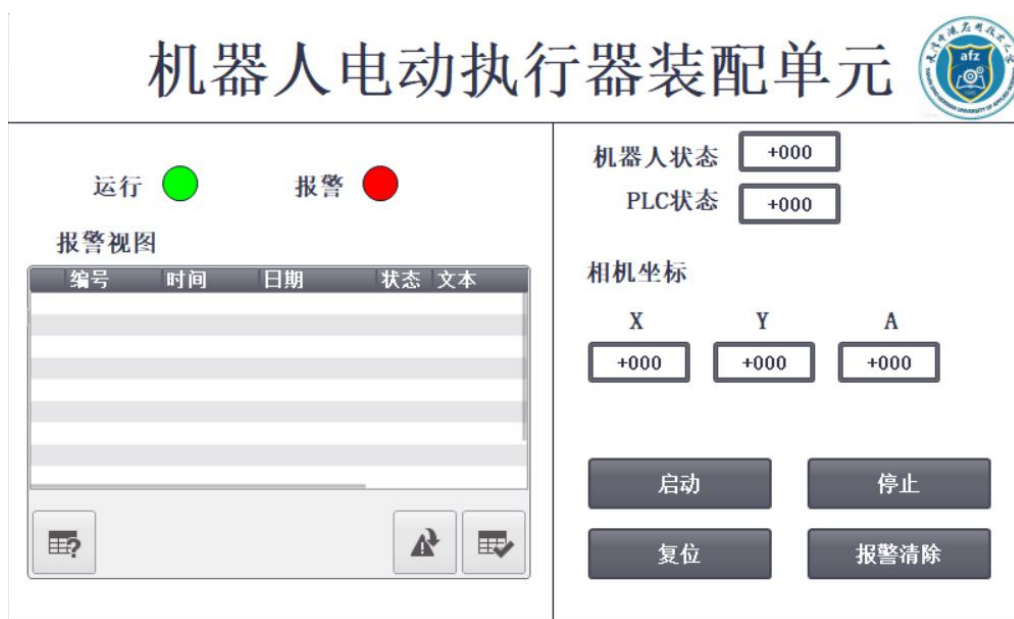 机器人电动执行器装配单元
afz
运行
报警
报警视图
编号 时间 日期 状态 文本
机器人状态 +000
PLC状态 +000
相机坐标
X Y A
+000 +000 +000
启动 停止
复位 报警清除